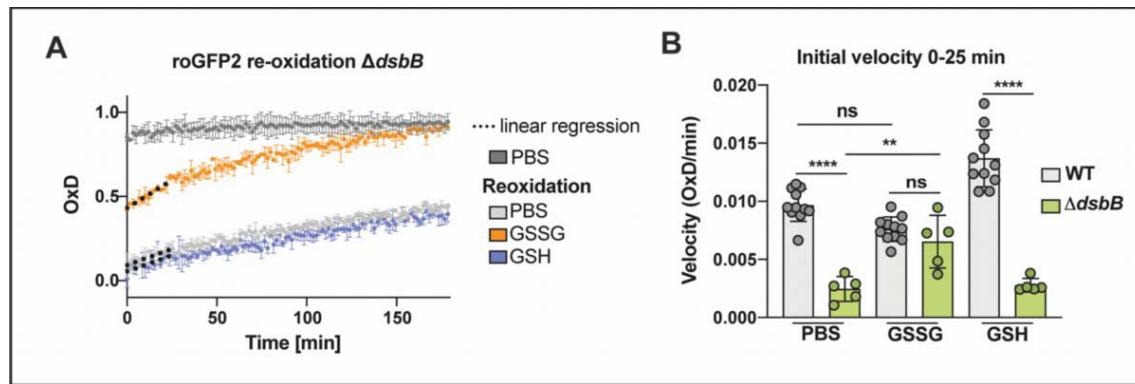 A
roGFP2 re-oxidation ΔdsbB
OxD
1.0
0.5
0.0
0
50
100
150
Time [min]
linear regression
PBS
Reoxidation
PBS
GSSG
GSH
B
Initial velocity 0-25 min
Velocity (OxD/min)
0.020
0.015
0.010
0.005
0.000
ns
****
**
ns
****
PBS
GSSG
GSH
WT
ΔdsbB